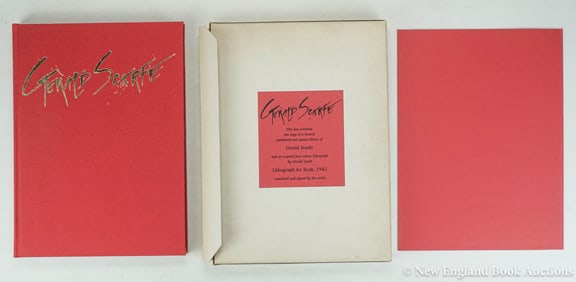 Gerald Scarfe
Gerald Scarfe
This box contains
one copy of a limited
numbered and signed edition of
Gerald Scarfe
and an original four-colour lithograph
by Gerald Scarfe
Lithograph for Book, 1982
numbered and signed by the artist.
© New England Book Auctions